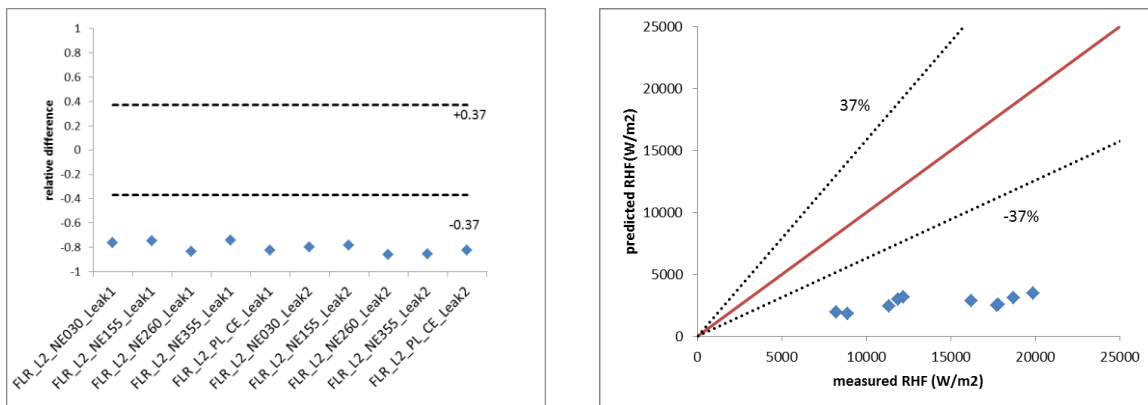 1
0.8
0.6
0.4
0.2
0
-0.2
-0.4
-0.6
-0.8
-1
relative difference
+0.37
-0.37
FLR_L2_NE030_Leak1
FLR_L2_NE155_Leak1
FLR_L2_NE260_Leak1
FLR_L2_NE355_Leak1
FLR_L2_PL_CE_Leak1
FLR_L2_NE030_Leak2
FLR_L2_NE155_Leak2
FLR_L2_NE260_Leak2
FLR_L2_NE355_Leak2
FLR_L2_PL_CE_Leak2
25000
20000
15000
10000
5000
0
predicted RHF(W/m2)
37%
-37%
0 5000 10000 15000 20000 25000
measured RHF (W/m2)